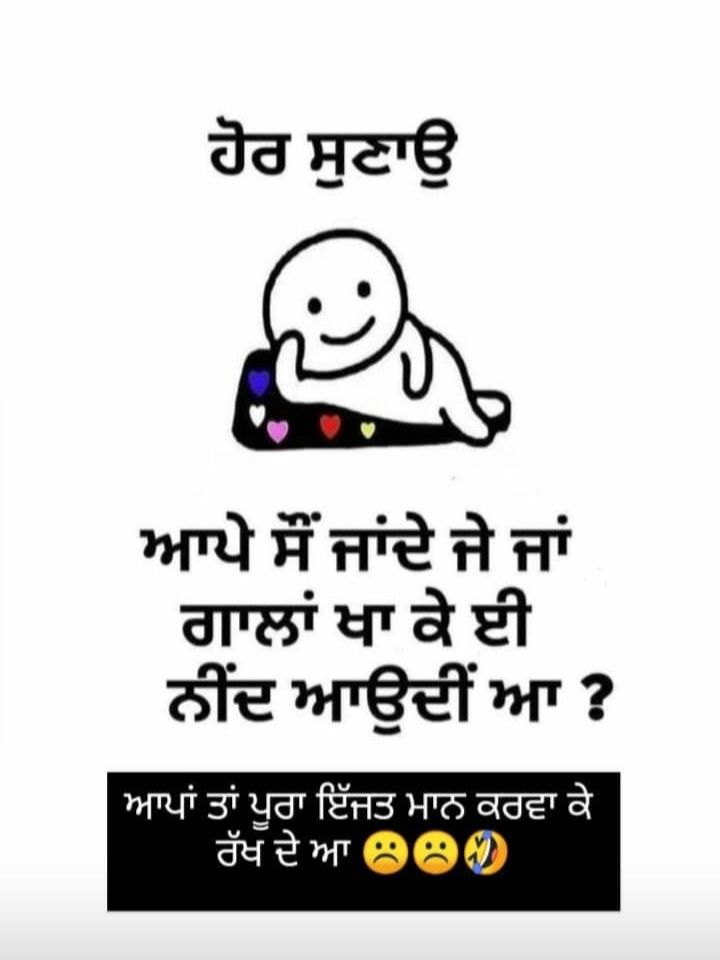 ਹੋਰ ਸੁਣਾਉ
ਆਪੇ ਸੌਂ ਜਾਂਦੇ ਜੇ ਜਾਂ
ਗਾਲਾਂ ਖਾ ਕੇ ਈ
ਨੀਂਦ ਆਉਦੀਂ ਆ ?
ਆਪਾਂ ਤਾਂ ਪੂਰਾ ਇੱਜਤ ਮਾਨ ਕਰਵਾ ਕੇ
ਰੱਖ ਦੇ ਆ ☹️☹️🤣